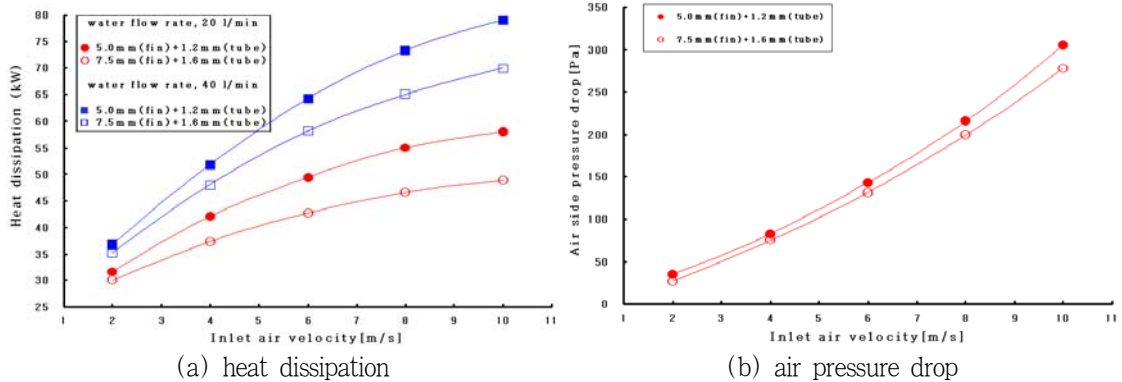 Heat dissipation (kW)
80
75
70
65
60
55
50
45
40
35
30
25
water flow rate, 20 l/min
5.0mm(fin)+1.2mm(tube)
7.5mm(fin)+1.6mm(tube)
water flow rate, 40 l/min
5.0mm(fin)+1.2mm(tube)
7.5mm(fin)+1.6mm(tube)
1 2 3 4 5 6 7 8 9 10 11
Inlet air velocity[m/s]
(a) heat dissipation
Air side pressure drop[Pa]
350
300
250
200
150
100
50
0
5.0mm(fin)+1.2mm(tube)
7.5mm(fin)+1.6mm(tube)
1 2 3 4 5 6 7 8 9 10 11
Inlet air velocity[m/s]
(b) air pressure drop